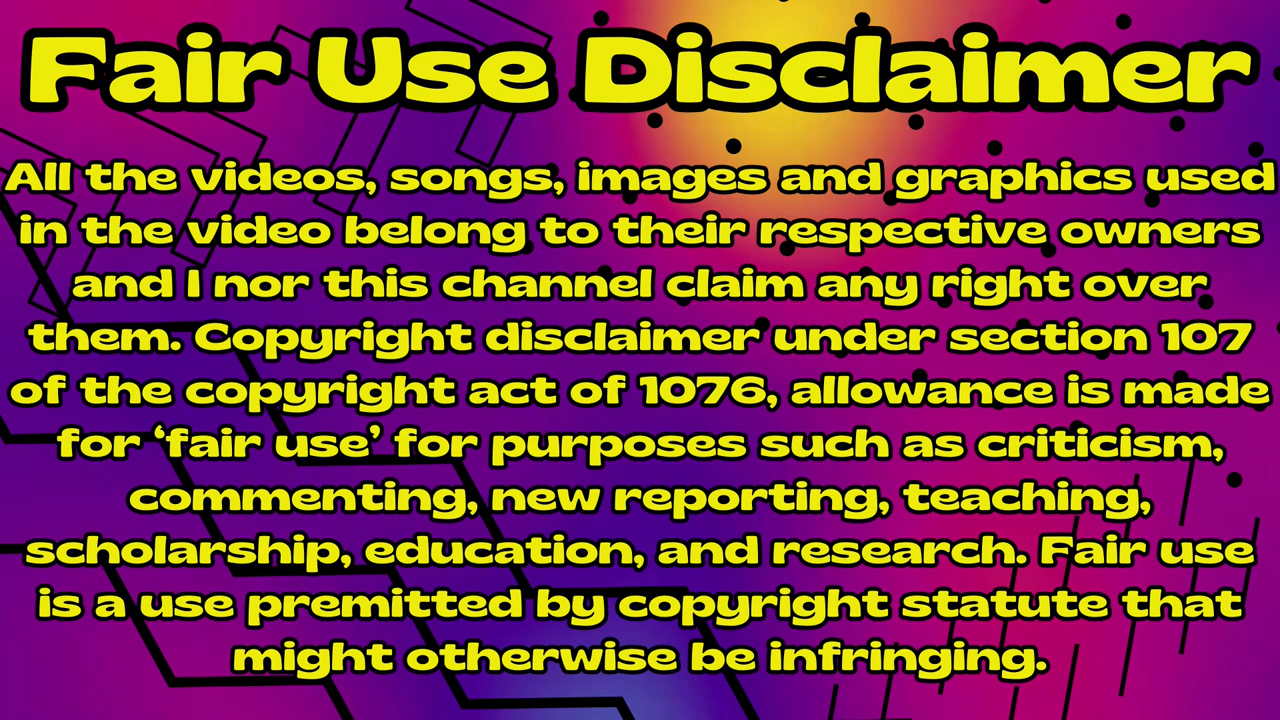 Fair Use Disclaimer
All the videos, songs, images and graphics used
in the video belong to their respective owners
and I nor this channel claim any right over
them. Copyright disclaimer under section 107
of the copyright act of 1076, allowance is made
for ‘fair use’ for purposes such as criticism,
commenting, new reporting, teaching,
scholarship, education, and research. Fair use
is a use premitted by copyright statute that
might otherwise be infringing.